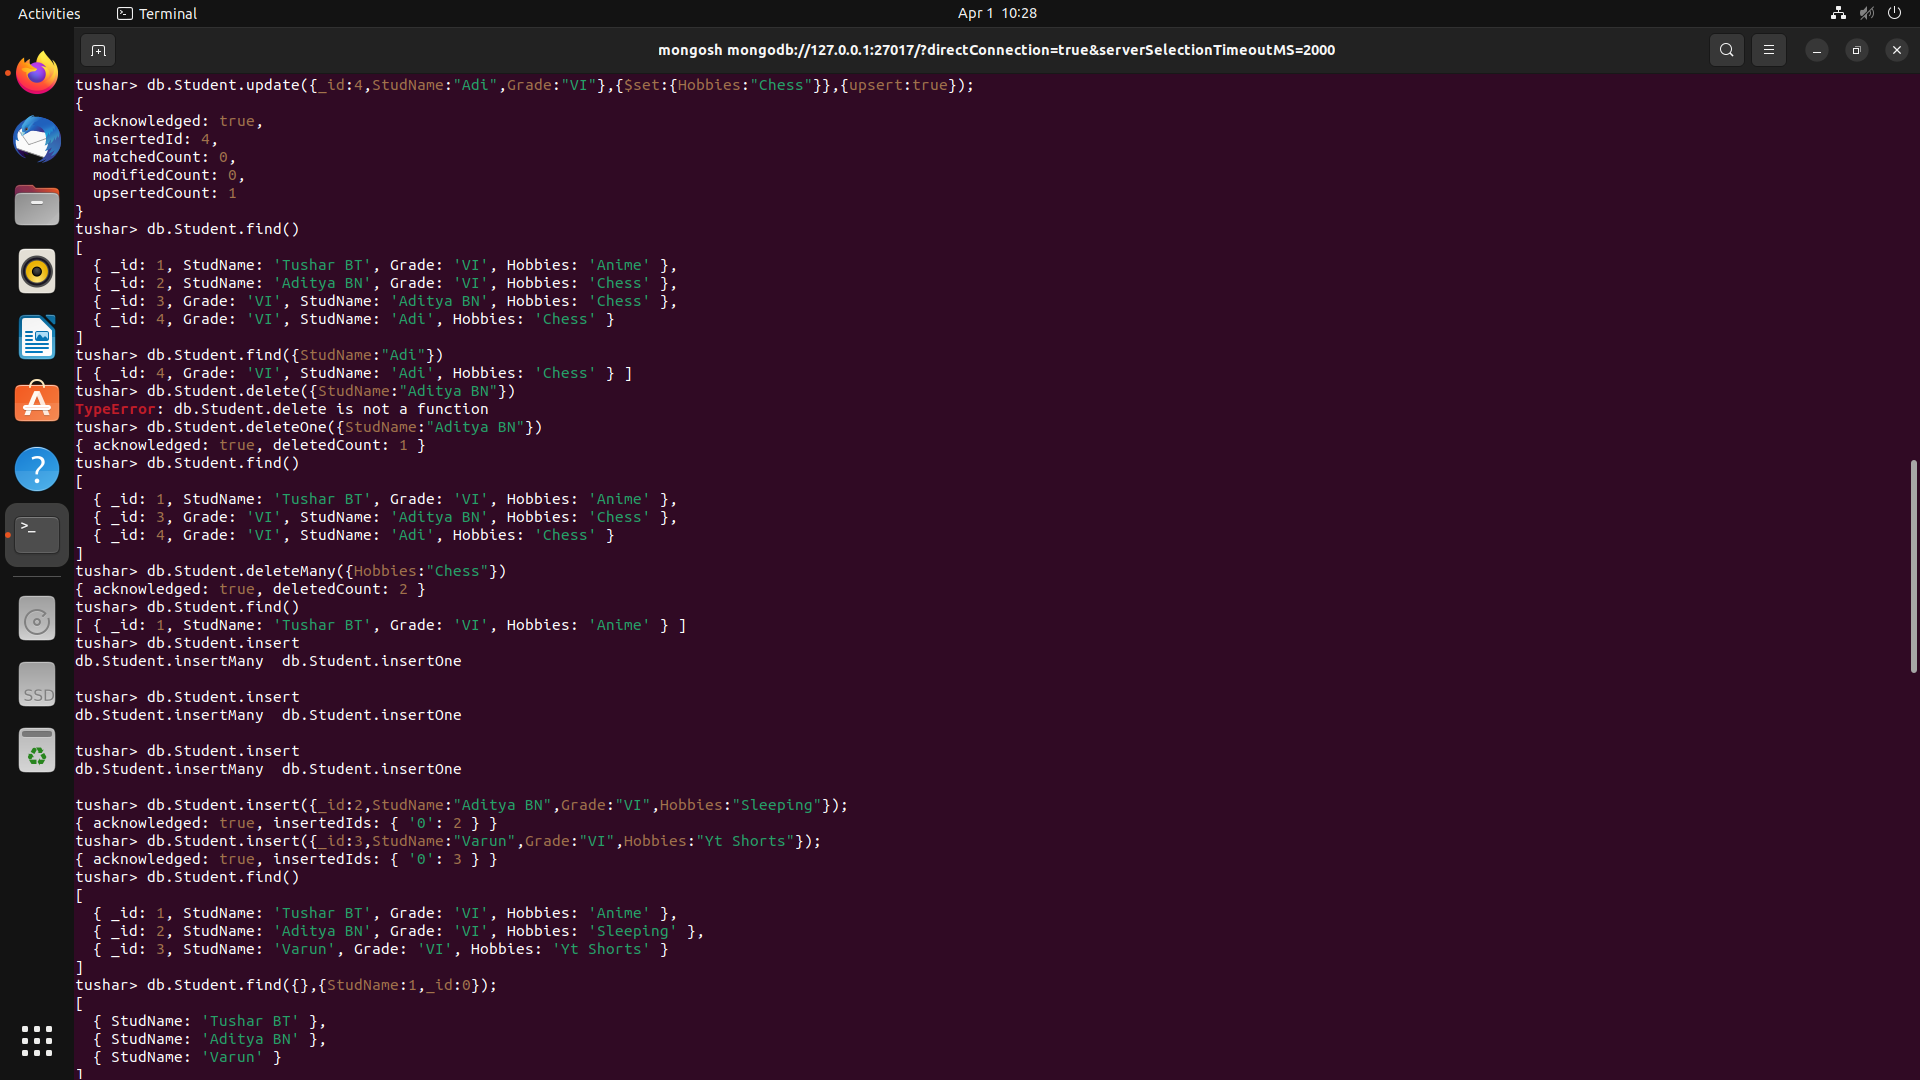 Activities Terminal Apr 1 10:28
mongosh mongodb://127.0.0.1:27017/?directConnection=true&serverSelectionTimeoutMS=2000
tushar> db.Student.update({_id:4,StudName:"Adi",Grade:"VI"},{$set:{Hobbies:"Chess"}},{upsert:true});
{
  acknowledged: true,
  insertedId: 4,
  matchedCount: 0,
  modifiedCount: 0,
  upsertedCount: 1
}
tushar> db.Student.find()
[
  { _id: 1, StudName: 'Tushar BT', Grade: 'VI', Hobbies: 'Anime' },
  { _id: 2, StudName: 'Aditya BN', Grade: 'VI', Hobbies: 'Chess' },
  { _id: 3, Grade: 'VI', StudName: 'Aditya BN', Hobbies: 'Chess' },
  { _id: 4, Grade: 'VI', StudName: 'Adi', Hobbies: 'Chess' }
]
tushar> db.Student.find({StudName:"Adi"})
[ { _id: 4, Grade: 'VI', StudName: 'Adi', Hobbies: 'Chess' } ]
tushar> db.Student.delete({StudName:"Aditya BN"})
TypeError: db.Student.delete is not a function
tushar> db.Student.deleteOne({StudName:"Aditya BN"})
{ acknowledged: true, deletedCount: 1 }
tushar> db.Student.find()
[
  { _id: 1, StudName: 'Tushar BT', Grade: 'VI', Hobbies: 'Anime' },
  { _id: 3, Grade: 'VI', StudName: 'Aditya BN', Hobbies: 'Chess' },
  { _id: 4, Grade: 'VI', StudName: 'Adi', Hobbies: 'Chess' }
]
tushar> db.Student.deleteMany({Hobbies:"Chess"})
{ acknowledged: true, deletedCount: 2 }
tushar> db.Student.find()
[ { _id: 1, StudName: 'Tushar BT', Grade: 'VI', Hobbies: 'Anime' } ]
tushar> db.Student.insert
db.Student.insertMany  db.Student.insertOne

tushar> db.Student.insert
db.Student.insertMany  db.Student.insertOne

tushar> db.Student.insert
db.Student.insertMany  db.Student.insertOne

tushar> db.Student.insert({_id:2,StudName:"Aditya BN",Grade:"VI",Hobbies:"Sleeping"});
{ acknowledged: true, insertedIds: { '0': 2 } }
tushar> db.Student.insert({_id:3,StudName:"Varun",Grade:"VI",Hobbies:"Yt Shorts"});
{ acknowledged: true, insertedIds: { '0': 3 } }
tushar> db.Student.find()
[
  { _id: 1, StudName: 'Tushar BT', Grade: 'VI', Hobbies: 'Anime' },
  { _id: 2, StudName: 'Aditya BN', Grade: 'VI', Hobbies: 'Sleeping' },
  { _id: 3, StudName: 'Varun', Grade: 'VI', Hobbies: 'Yt Shorts' }
]
tushar> db.Student.find({},{StudName:1,_id:0});
[
  { StudName: 'Tushar BT' },
  { StudName: 'Aditya BN' },
  { StudName: 'Varun' }
]
SSD